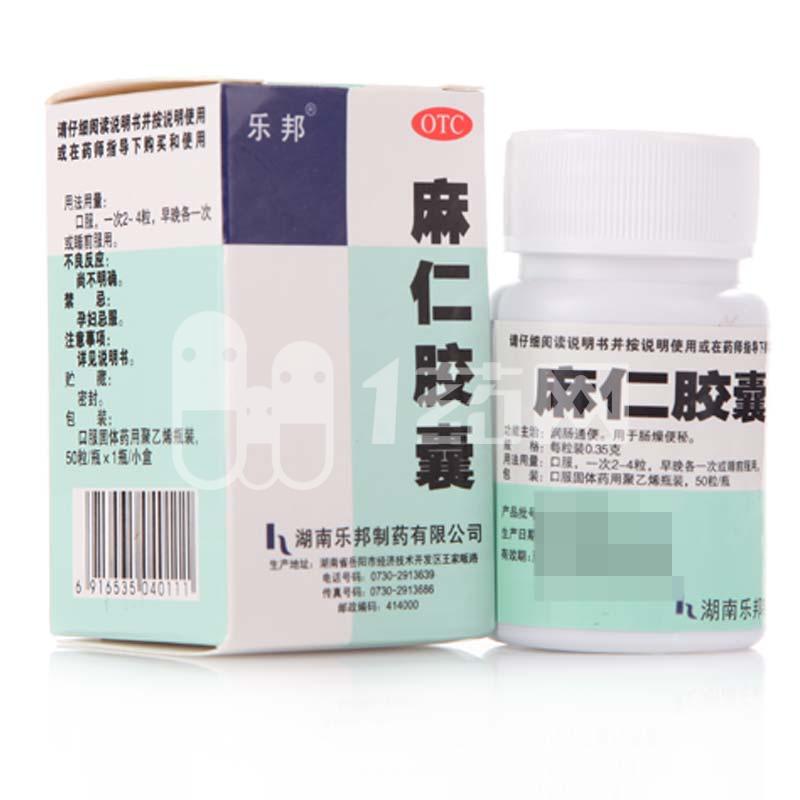 请仔细阅读说明书并按说明使用
或在药师指导下购买和使用
用法用量:
口服，一次2~4粒，早晚各一次
或睡前服用。
不良反应:
尚不明确。
禁 忌:
孕妇忌服。
注意事项:
详见说明书。
贮 藏:
密封。
包 装:
口服固体药用聚乙烯瓶装，
50粒/瓶×1瓶/小盒
6 916535 040111
乐邦®
OTC
麻仁胶囊
湖南乐邦制药有限公司
生产地址: 湖南省岳阳市经济技术开发区王家畈路
电话号码: 0730-2913639
传真号码: 0730-2913686
邮政编码: 414000
请仔细阅读说明书并按说明使用或在药师指导下
麻仁胶囊
功能主治: 润肠通便。用于肠燥便秘。
规 格: 每粒装0.35克
用法用量: 口服，一次2-4粒，早晚各一次或睡前服用。
包 装: 口服固体药用聚乙烯瓶装，50粒/瓶
产品批号
生产日期
有效期:
湖南乐邦
1药网